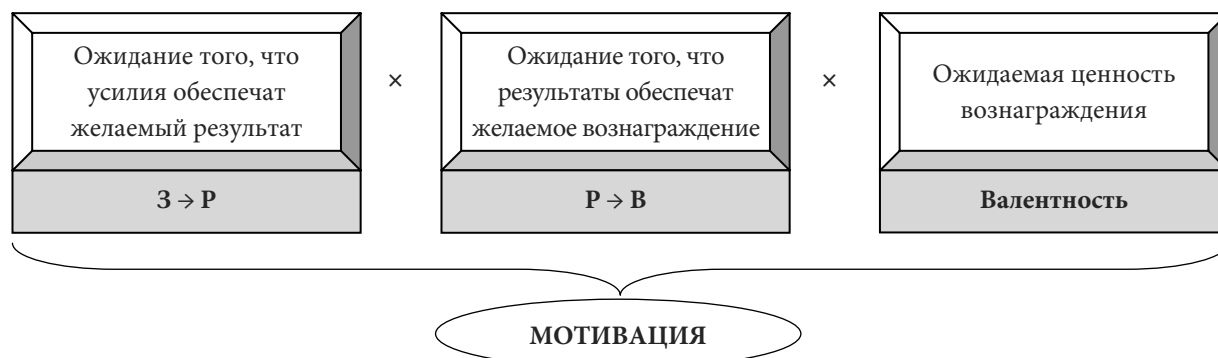 Ожидание того, что
усилия обеспечат
желаемый результат
×
Ожидание того, что
результаты обеспечат
желаемое вознаграждение
×
Ожидаемая ценность
вознаграждения
З → Р
Р → В
Валентность
МОТИВАЦИЯ